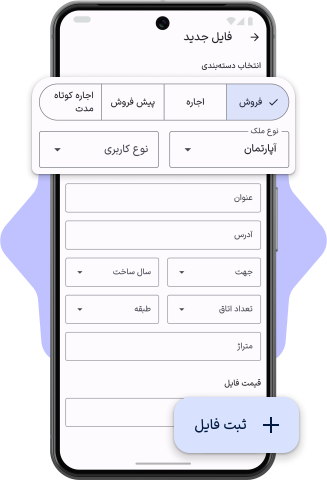 فایل جدید
انتخاب دسته‌بندی
فروش
اجاره
پیش فروش
اجاره کوتاه
مدت
نوع ملک
آپارتمان
نوع کاربری
عنوان
آدرس
جهت
سال ساخت
تعداد اتاق
طبقه
متراژ
قیمت فایل
ثبت فایل